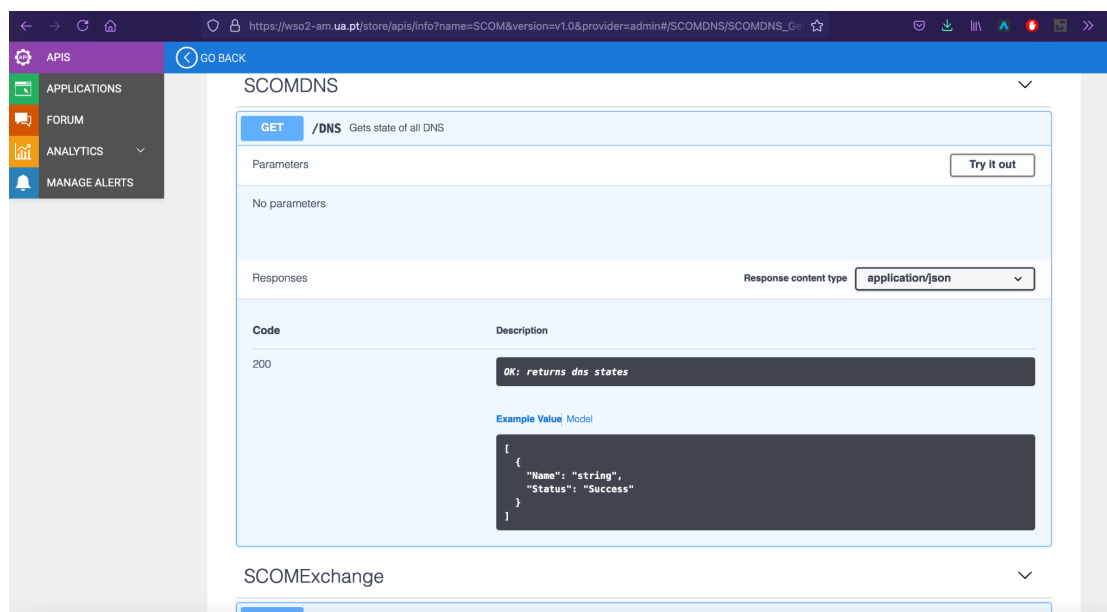 https://wso2-am.ua.pt/store/apis/info?name=SCOM&version=v1.0&provider=admin#/SCOMDNS/SCOMDNS_Ge
APIS
GO BACK
APPLICATIONS
FORUM
ANALYTICS
MANAGE ALERTS
SCOMDNS
GET /DNS Gets state of all DNS
Parameters Try it out
No parameters
Responses Response content type application/json
Code Description
200 OK: returns dns states
Example Value Model
[
{
"Name": "string",
"Status": "Success"
}
]
SCOMExchange